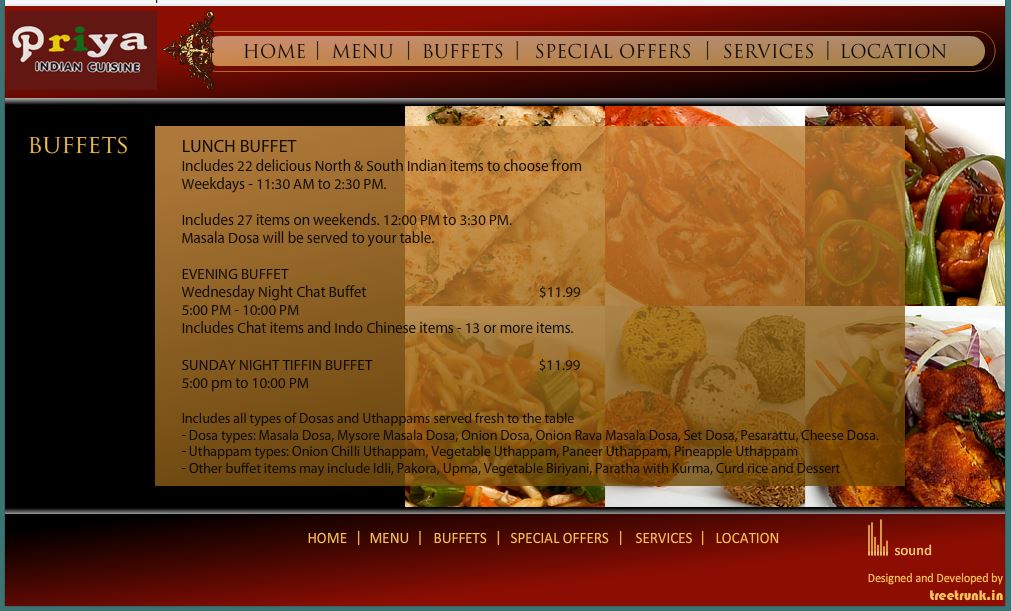 Priya
INDIAN CUISINE
HOME | MENU | BUFFETS | SPECIAL OFFERS | SERVICES | LOCATION
BUFFETS
LUNCH BUFFET
Includes 22 delicious North & South Indian items to choose from
Weekdays - 11:30 AM to 2:30 PM.
Includes 27 items on weekends. 12:00 PM to 3:30 PM.
Masala Dosa will be served to your table.
EVENING BUFFET
Wednesday Night Chat Buffet $11.99
5:00 PM - 10:00 PM
Includes Chat items and Indo Chinese items - 13 or more items.
SUNDAY NIGHT TIFFIN BUFFET $11.99
5:00 pm to 10:00 PM
Includes all types of Dosas and Uthappams served fresh to the table
- Dosa types: Masala Dosa, Mysore Masala Dosa, Onion Dosa, Onion Rava Masala Dosa, Set Dosa, Pesarattu, Cheese Dosa.
- Uthappam types: Onion Chilli Uthappam, Vegetable Uthappam, Paneer Uthappam, Pineapple Uthappam
- Other buffet items may include Idli, Pakora, Upma, Vegetable Biriyani, Paratha with Kurma, Curd rice and Dessert
HOME | MENU | BUFFETS | SPECIAL OFFERS | SERVICES | LOCATION
sound
Designed and Developed by
treetrunk.in